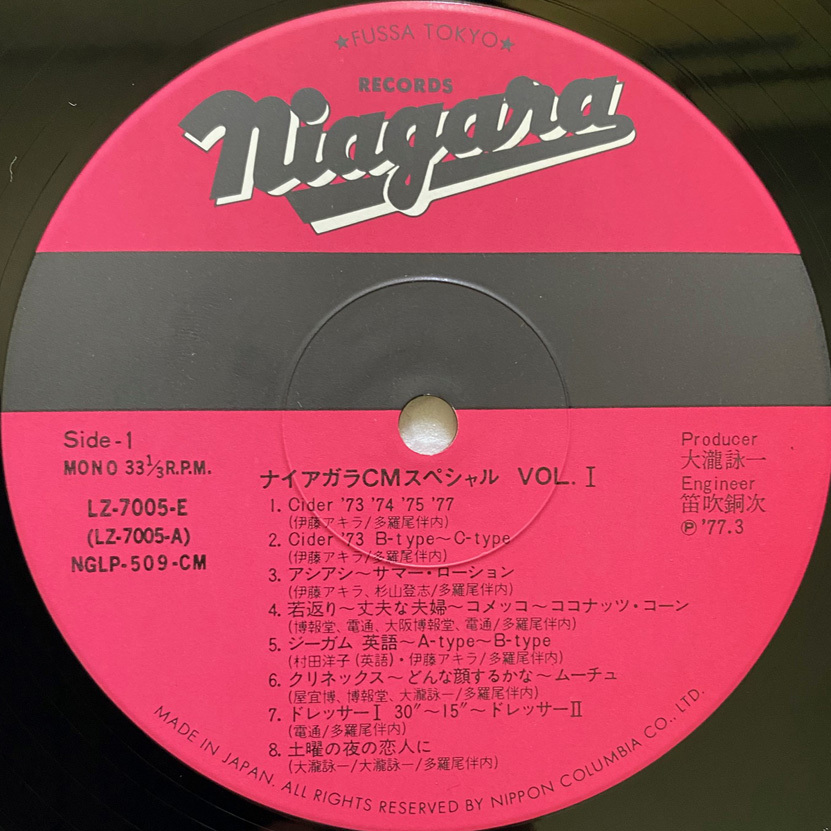 ★FUSSA TOKYO★
RECORDS
Niagara
Side-1
MONO 33⅓ R.P.M.
LZ-7005-E
(LZ-7005-A)
NGLP-509-CM
Producer
大瀧詠一
Engineer
笛吹銅次
Ⓟ'77.3
ナイアガラCMスペシャル VOL. I
1. Cider '73 '74 '75 '77
(伊藤アキラ/多羅尾伴内)
2. Cider '73 B-type〜C-type
(伊藤アキラ/多羅尾伴内)
3. アシアシ〜サマー・ローション
(伊藤アキラ、杉山登志/多羅尾伴内)
4. 若返り〜丈夫な夫婦〜コメッコ〜ココナッツ・コーン
(博報堂、電通、大阪博報堂、電通/多羅尾伴内)
5. ジーガム 英語〜A-type〜B-type
(村田洋子(英語)・伊藤アキラ/多羅尾伴内)
6. クリネックス〜どんな顔するかな〜ムーチュ
(屋宜博、博報堂、大瀧詠一/多羅尾伴内)
7. ドレッサーⅠ 30″〜15″〜ドレッサーⅡ
(電通/多羅尾伴内)
8. 土曜の夜の恋人に
(大瀧詠一/大瀧詠一/多羅尾伴内)
MADE IN JAPAN. ALL RIGHTS RESERVED BY NIPPON COLUMBIA CO., LTD.